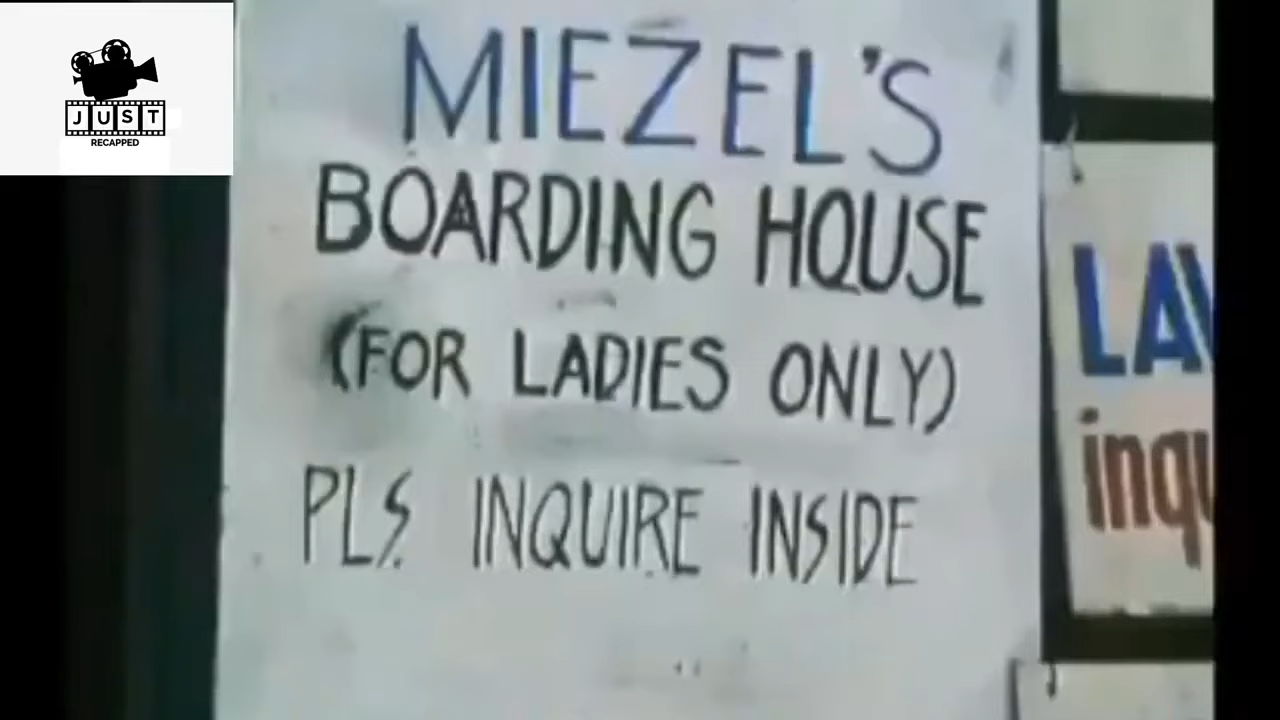 JUST
RECAPPED
MIEZEL'S
BOARDING HOUSE
(FOR LADIES ONLY)
PLS INQUIRE INSIDE